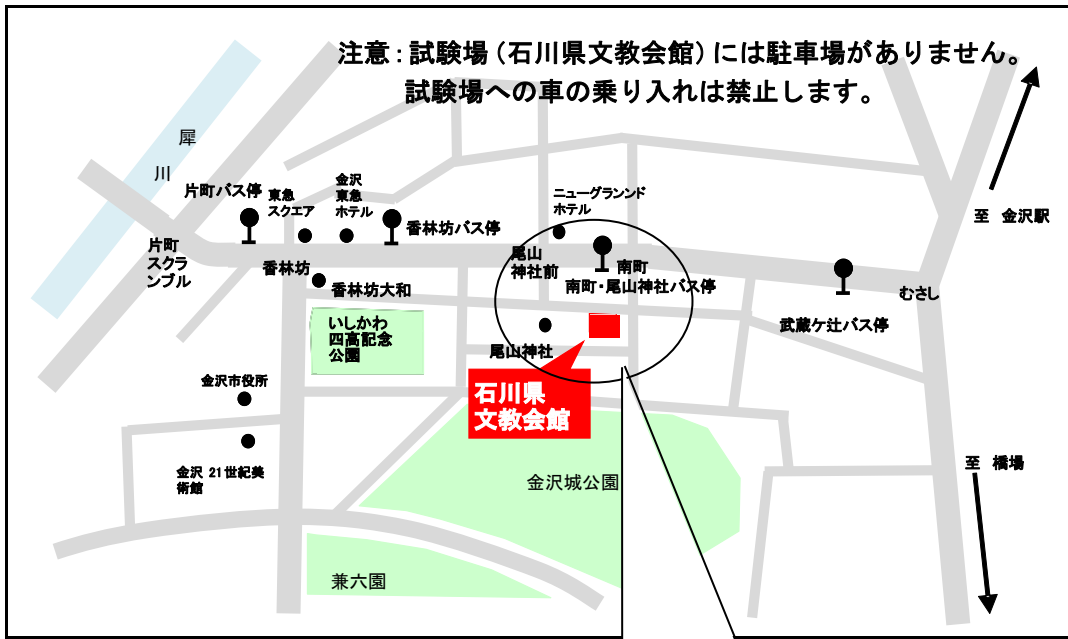 注意：試験場（石川県文教会館）には駐車場がありません。
試験場への車の乗り入れは禁止します。
犀
川
片町バス停
東急
スクエア
金沢
東急
ホテル
香林坊バス停
ニューグランンド
ホテル
至 金沢駅
片町
スクラ
ンブル
香林坊
香林坊大和
尾山
神社前
南町
南町・尾山神社バス停
むさし
武蔵ケ辻バス停
いしかわ
四高記念
公園
尾山神社
金沢市役所
石川県
文教会館
金沢 21世紀美
術館
金沢城公園
至 橋場
兼六園